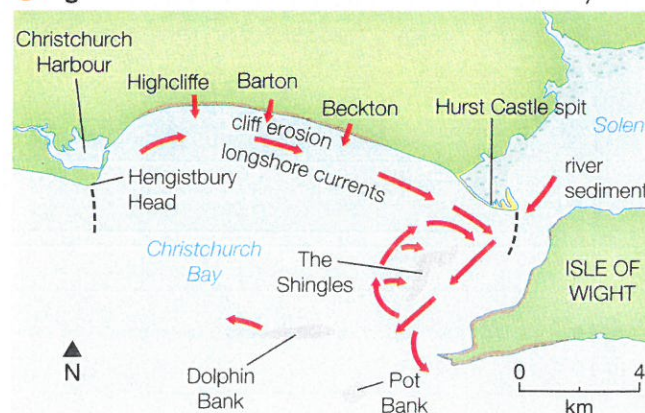 Christchurch
Harbour
Highcliffe
Barton
Beckton
Hurst Castle spit
cliff erosion
longshore currents
Solen
river
sediment
Hengistbury
Head
Christchurch
Bay
The
Shingles
ISLE OF
WIGHT
N
Dolphin
Bank
Pot
Bank
0 4
km